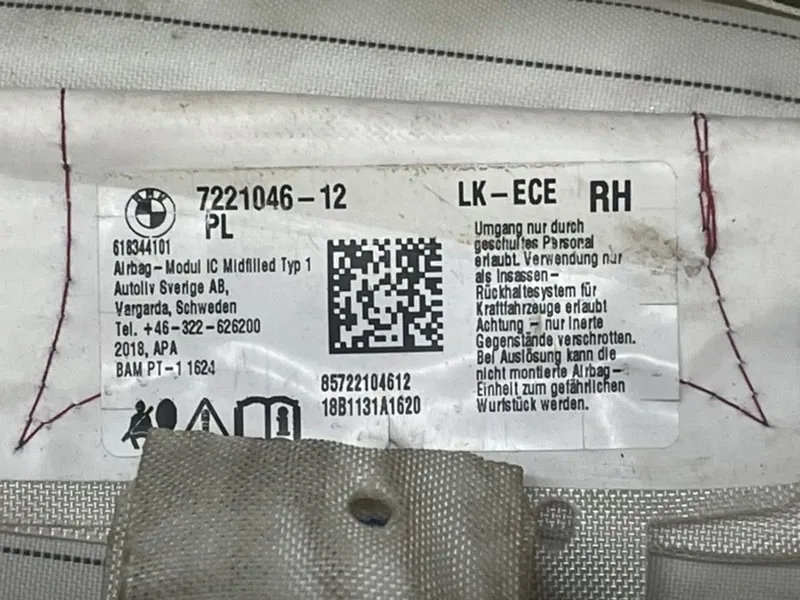 BMW
7221046-12
PL
LK-ECE RH
618344101
Airbag-Modul IC Midfilled Typ 1
Autoliv Sverige AB,
Vargarda, Schweden
Tel. +46-322-626200
2018, APA
BAM PT-1 1624
85722104612
18B1131A1620
Umgang nur durch
geschultes Personal
erlaubt. Verwendung nur
als Insassen-
Rückhaltesystem für
Kraftfahrzeuge erlaubt
Achtung - nur inerte
Gegenstände verschrotten.
Bei Auslösung kann die
nicht montierte Airbag-
Einheit zum gefährlichen
Wurfstück werden.